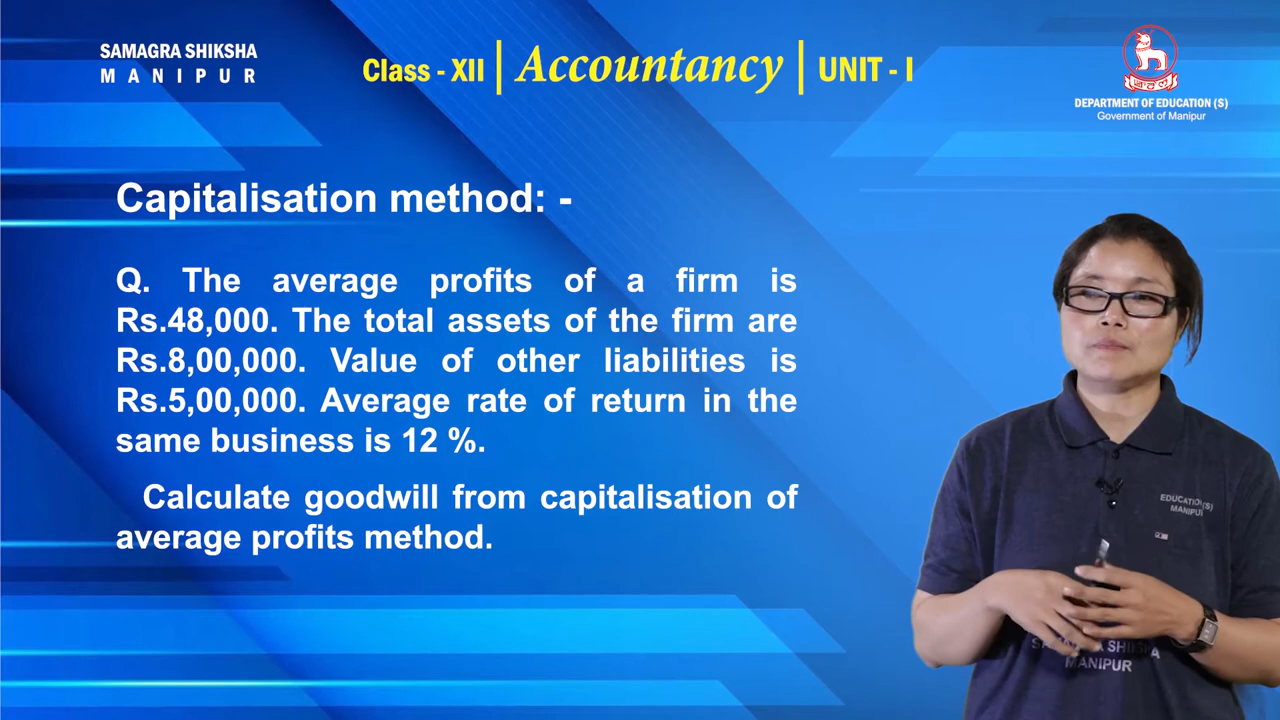 SAMAGRA SHIKSHA
MANIPUR
Class - XII | Accountancy | UNIT - I
DEPARTMENT OF EDUCATION (S)
Government of Manipur
Capitalisation method: -
Q. The average profits of a firm is
Rs.48,000. The total assets of the firm are
Rs.8,00,000. Value of other liabilities is
Rs.5,00,000. Average rate of return in the
same business is 12 %.
Calculate goodwill from capitalisation of
average profits method.
EDUCATION (S)
MANIPUR
SHIKSHA
MANIPUR